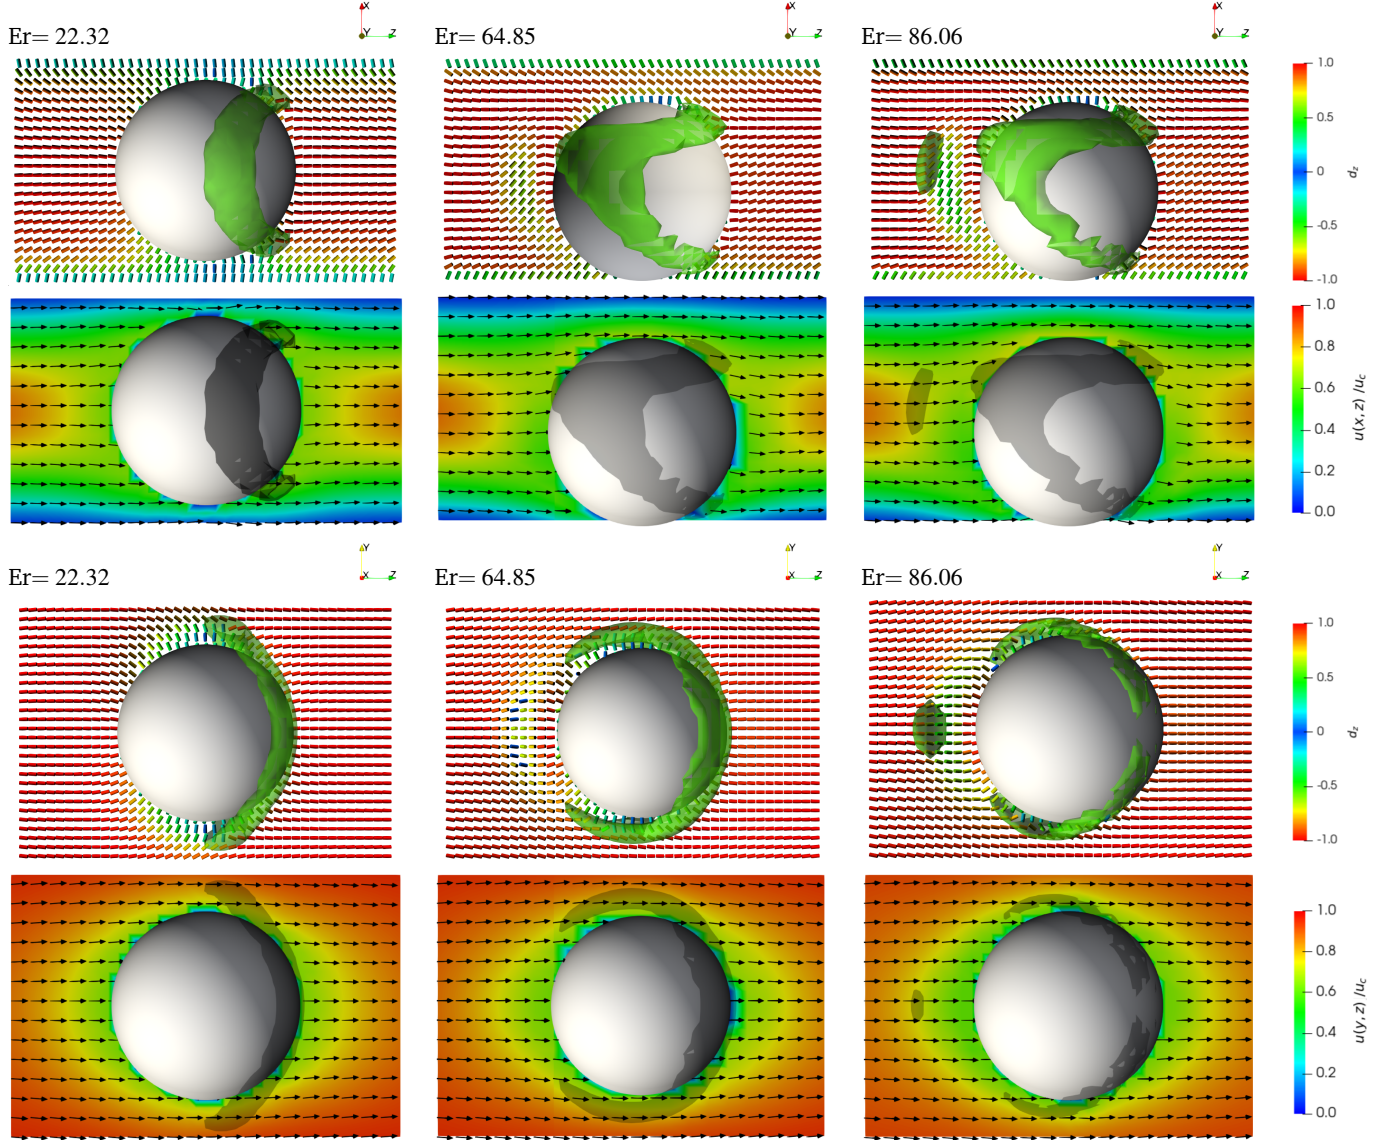 X
Y Z
X
Y Z
X
Y Z
Er= 22.32
Er= 64.85
Er= 86.06
1.0
0.5
0
-0.5
-1.0
d_z
1.0
0.8
0.6
0.4
0.2
0.0
u(x, z) /u_c
Y
X Z
Y
X Z
Y
X Z
Er= 22.32
Er= 64.85
Er= 86.06
1.0
0.5
0
-0.5
-1.0
d_z
1.0
0.8
0.6
0.4
0.2
0.0
u(y, z) /u_c